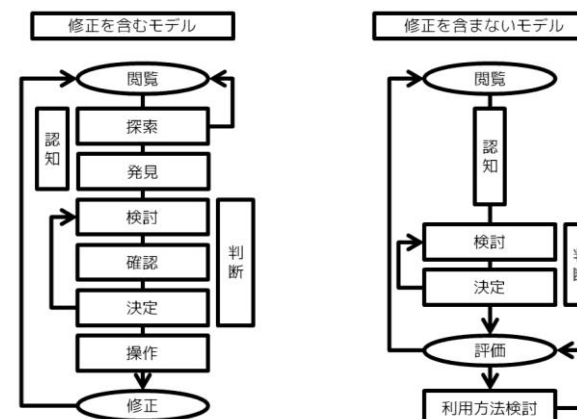 修正を含むモデル
閲覧
探索
認知
発見
検討
確認
判断
決定
操作
修正
修正を含まないモデル
閲覧
認知
検討
決定
評価
利用方法検討